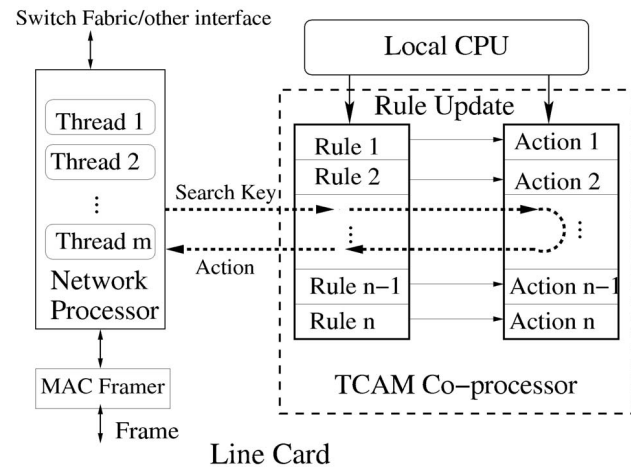 Switch Fabric/other interface
Local CPU
Rule Update
Thread 1
Thread 2
⋮
Thread m
Network
Processor
Search Key
Action
Rule 1
Rule 2
⋮
Rule n−1
Rule n
Action 1
Action 2
⋮
Action n−1
Action n
TCAM Co−processor
MAC Framer
Frame
Line Card